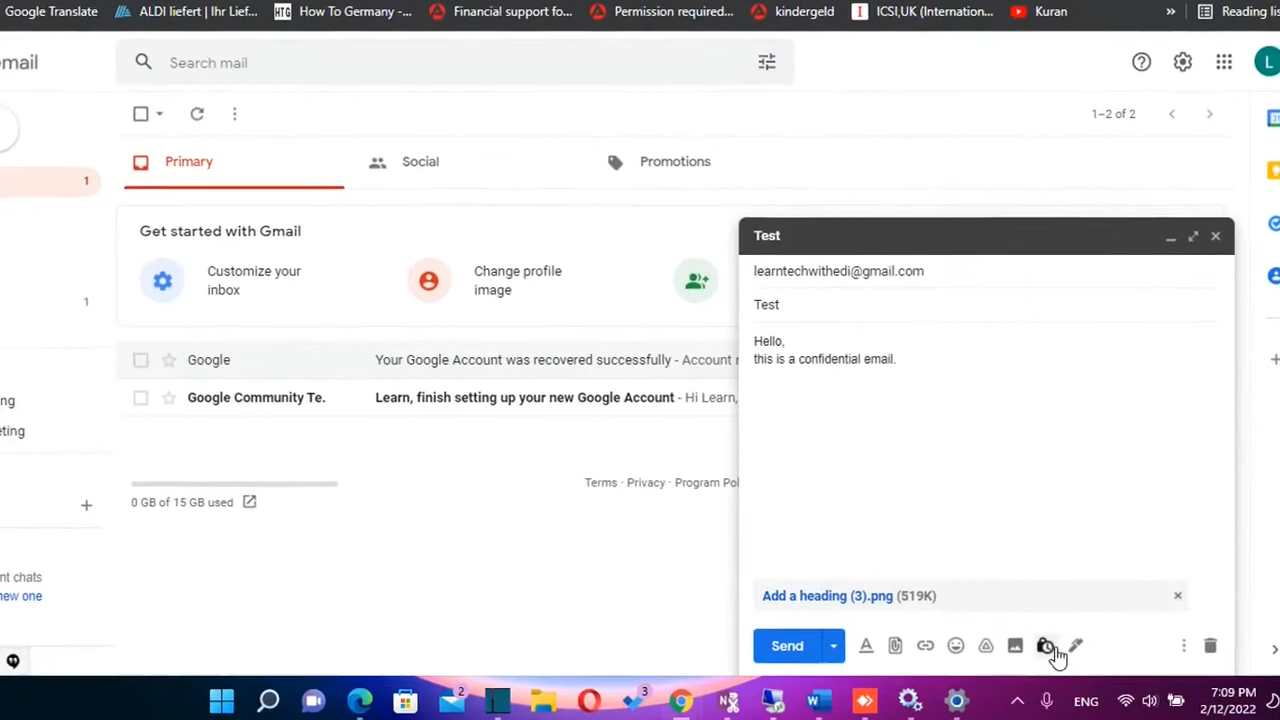 Google Translate ALDI liefert | Ihr Lief... HTG How To Germany -... Financial support fo... Permission required... kindergeld I ICSI,UK (Internation... Kuran » Reading lis
mail Search mail L
1–2 of 2
1 Primary Social Promotions
Get started with Gmail
Customize your
inbox
Change profile
image
1
Google Your Google Account was recovered successfully - Account r
Google Community Te. Learn, finish setting up your new Google Account - Hi Learn,
ng
eting
Terms · Privacy · Program Pol
0 GB of 15 GB used
nt chats
new one
Test
learntechwithedi@gmail.com
Test
Hello,
this is a confidential email.
Add a heading (3).png (519K)
Send
2 3 ENG 7:09 PM
2/12/2022